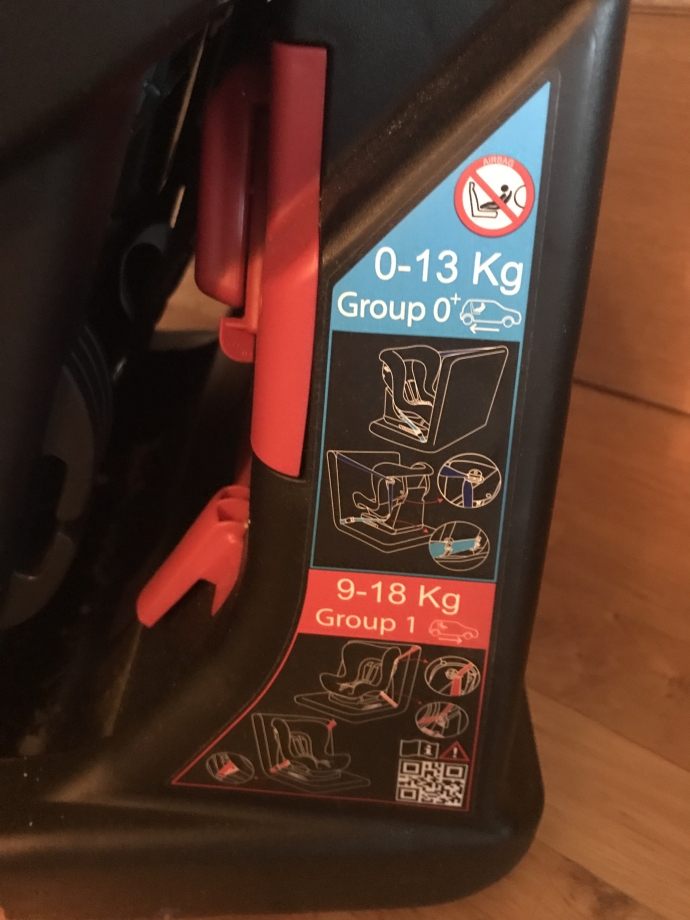 AIRBAG
0-13 Kg
Group 0+
9-18 Kg
Group 1